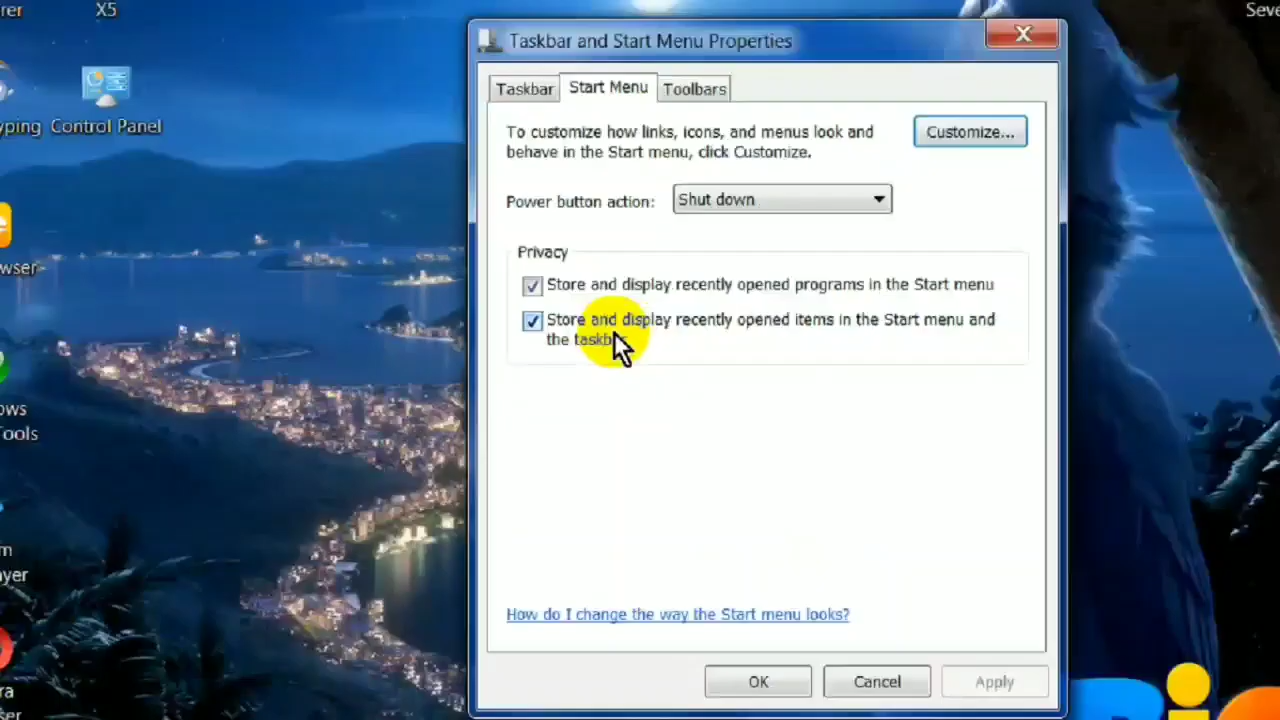 X5
Taskbar and Start Menu Properties
Taskbar
Start Menu
Toolbars
Control Panel
To customize how links, icons, and menus look and
behave in the Start menu, click Customize.
Customize...
Power button action:
Shut down
Privacy
Store and display recently opened programs in the Start menu
Store and display recently opened items in the Start menu and
the taskbar
How do I change the way the Start menu looks?
OK
Cancel
Apply
Tools